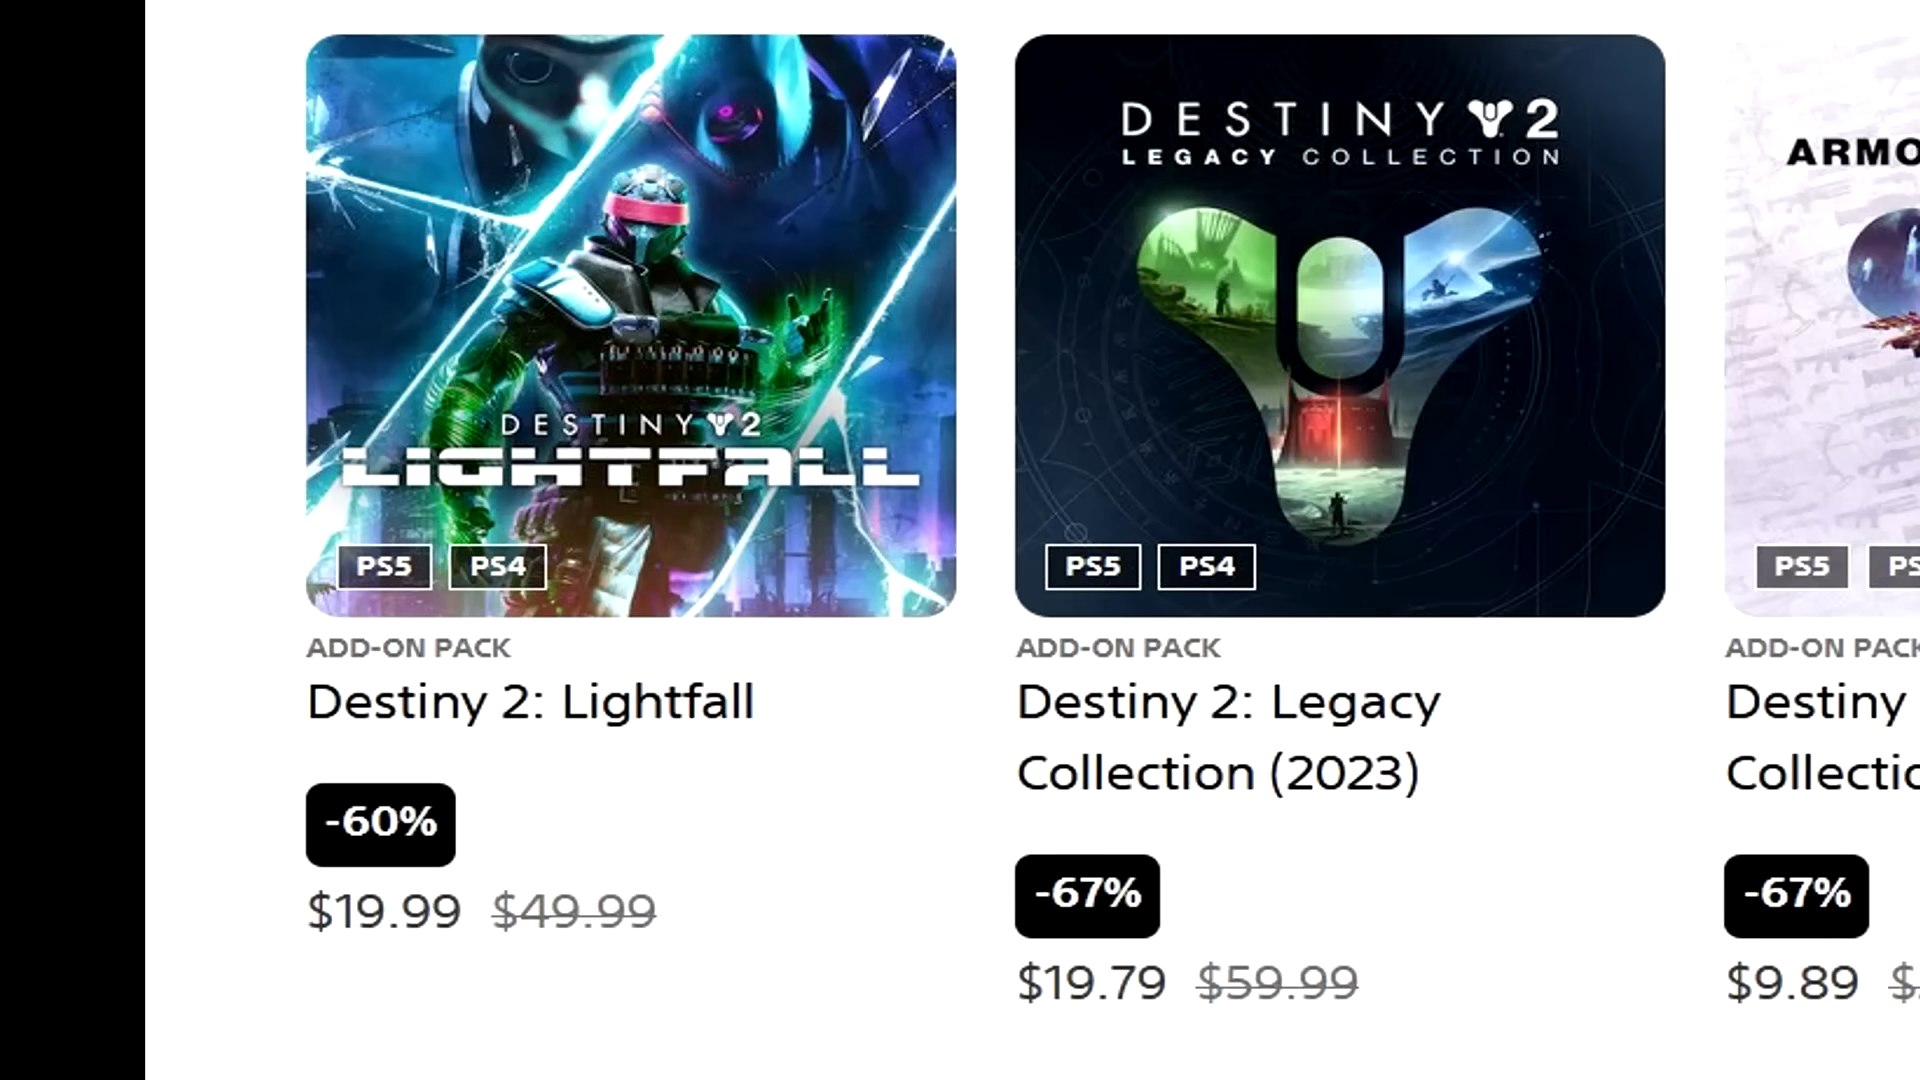 DESTINY 2
LIGHTFALL
PS5 PS4
ADD-ON PACK
Destiny 2: Lightfall
-60%
$19.99 $49.99
DESTINY 2
LEGACY COLLECTION
PS5 PS4
ADD-ON PACK
Destiny 2: Legacy
Collection (2023)
-67%
$19.79 $59.99
PS5
ADD-ON
Destiny
-67%
$9.89